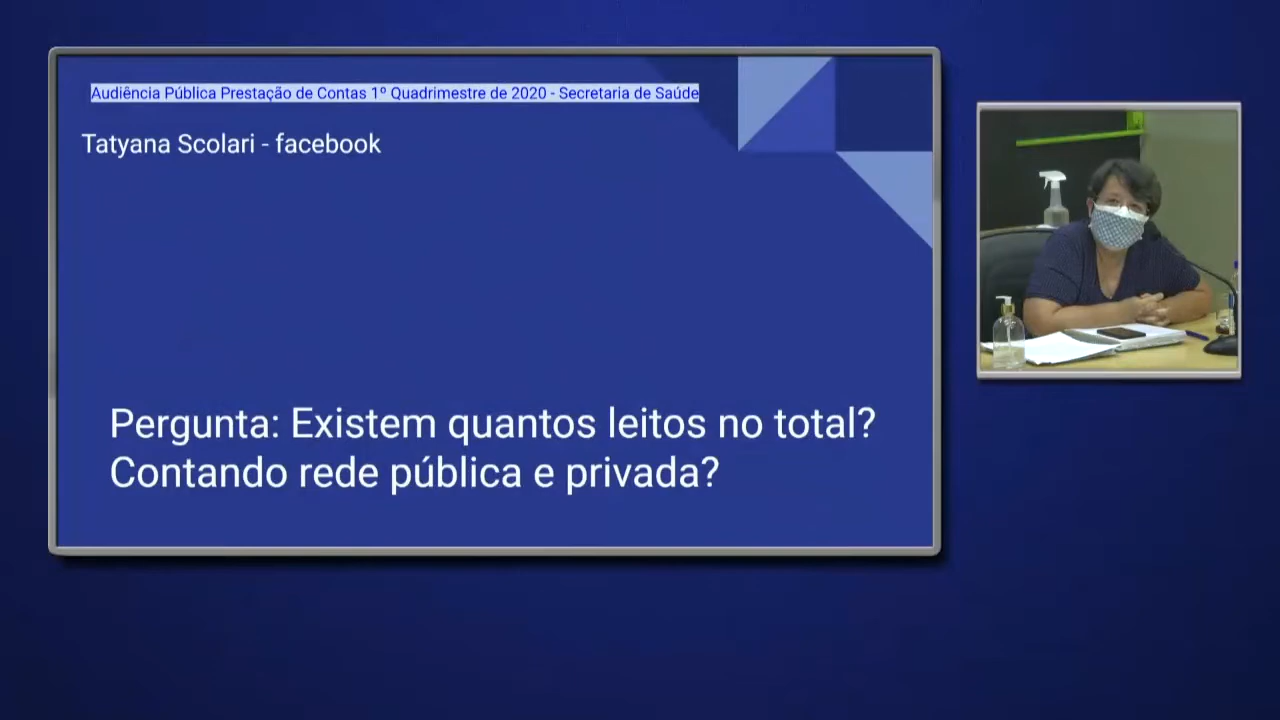 Audiência Pública Prestação de Contas 1º Quadrimestre de 2020 - Secretaria de Saúde
Tatyana Scolari - facebook
Pergunta: Existem quantos leitos no total?
Contando rede pública e privada?